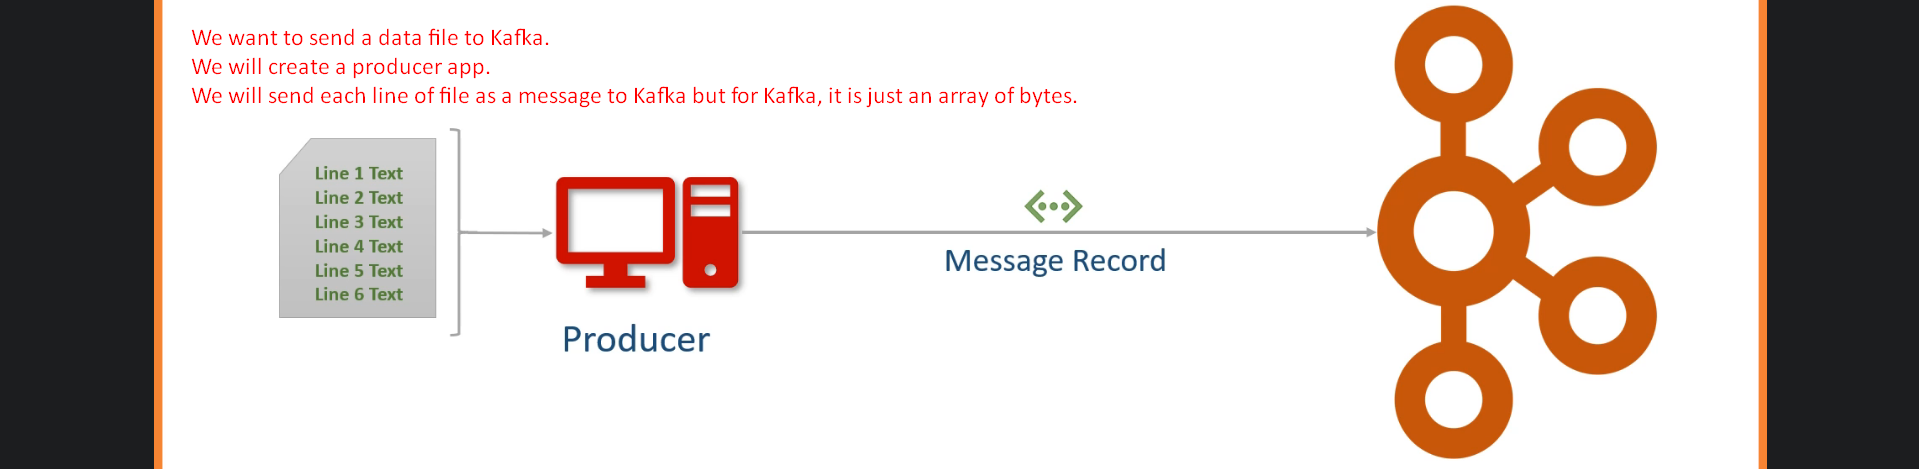 We want to send a data file to Kafka.
We will create a producer app.
We will send each line of file as a message to Kafka but for Kafka, it is just an array of bytes.
Line 1 Text
Line 2 Text
Line 3 Text
Line 4 Text
Line 5 Text
Line 6 Text
Producer
Message Record